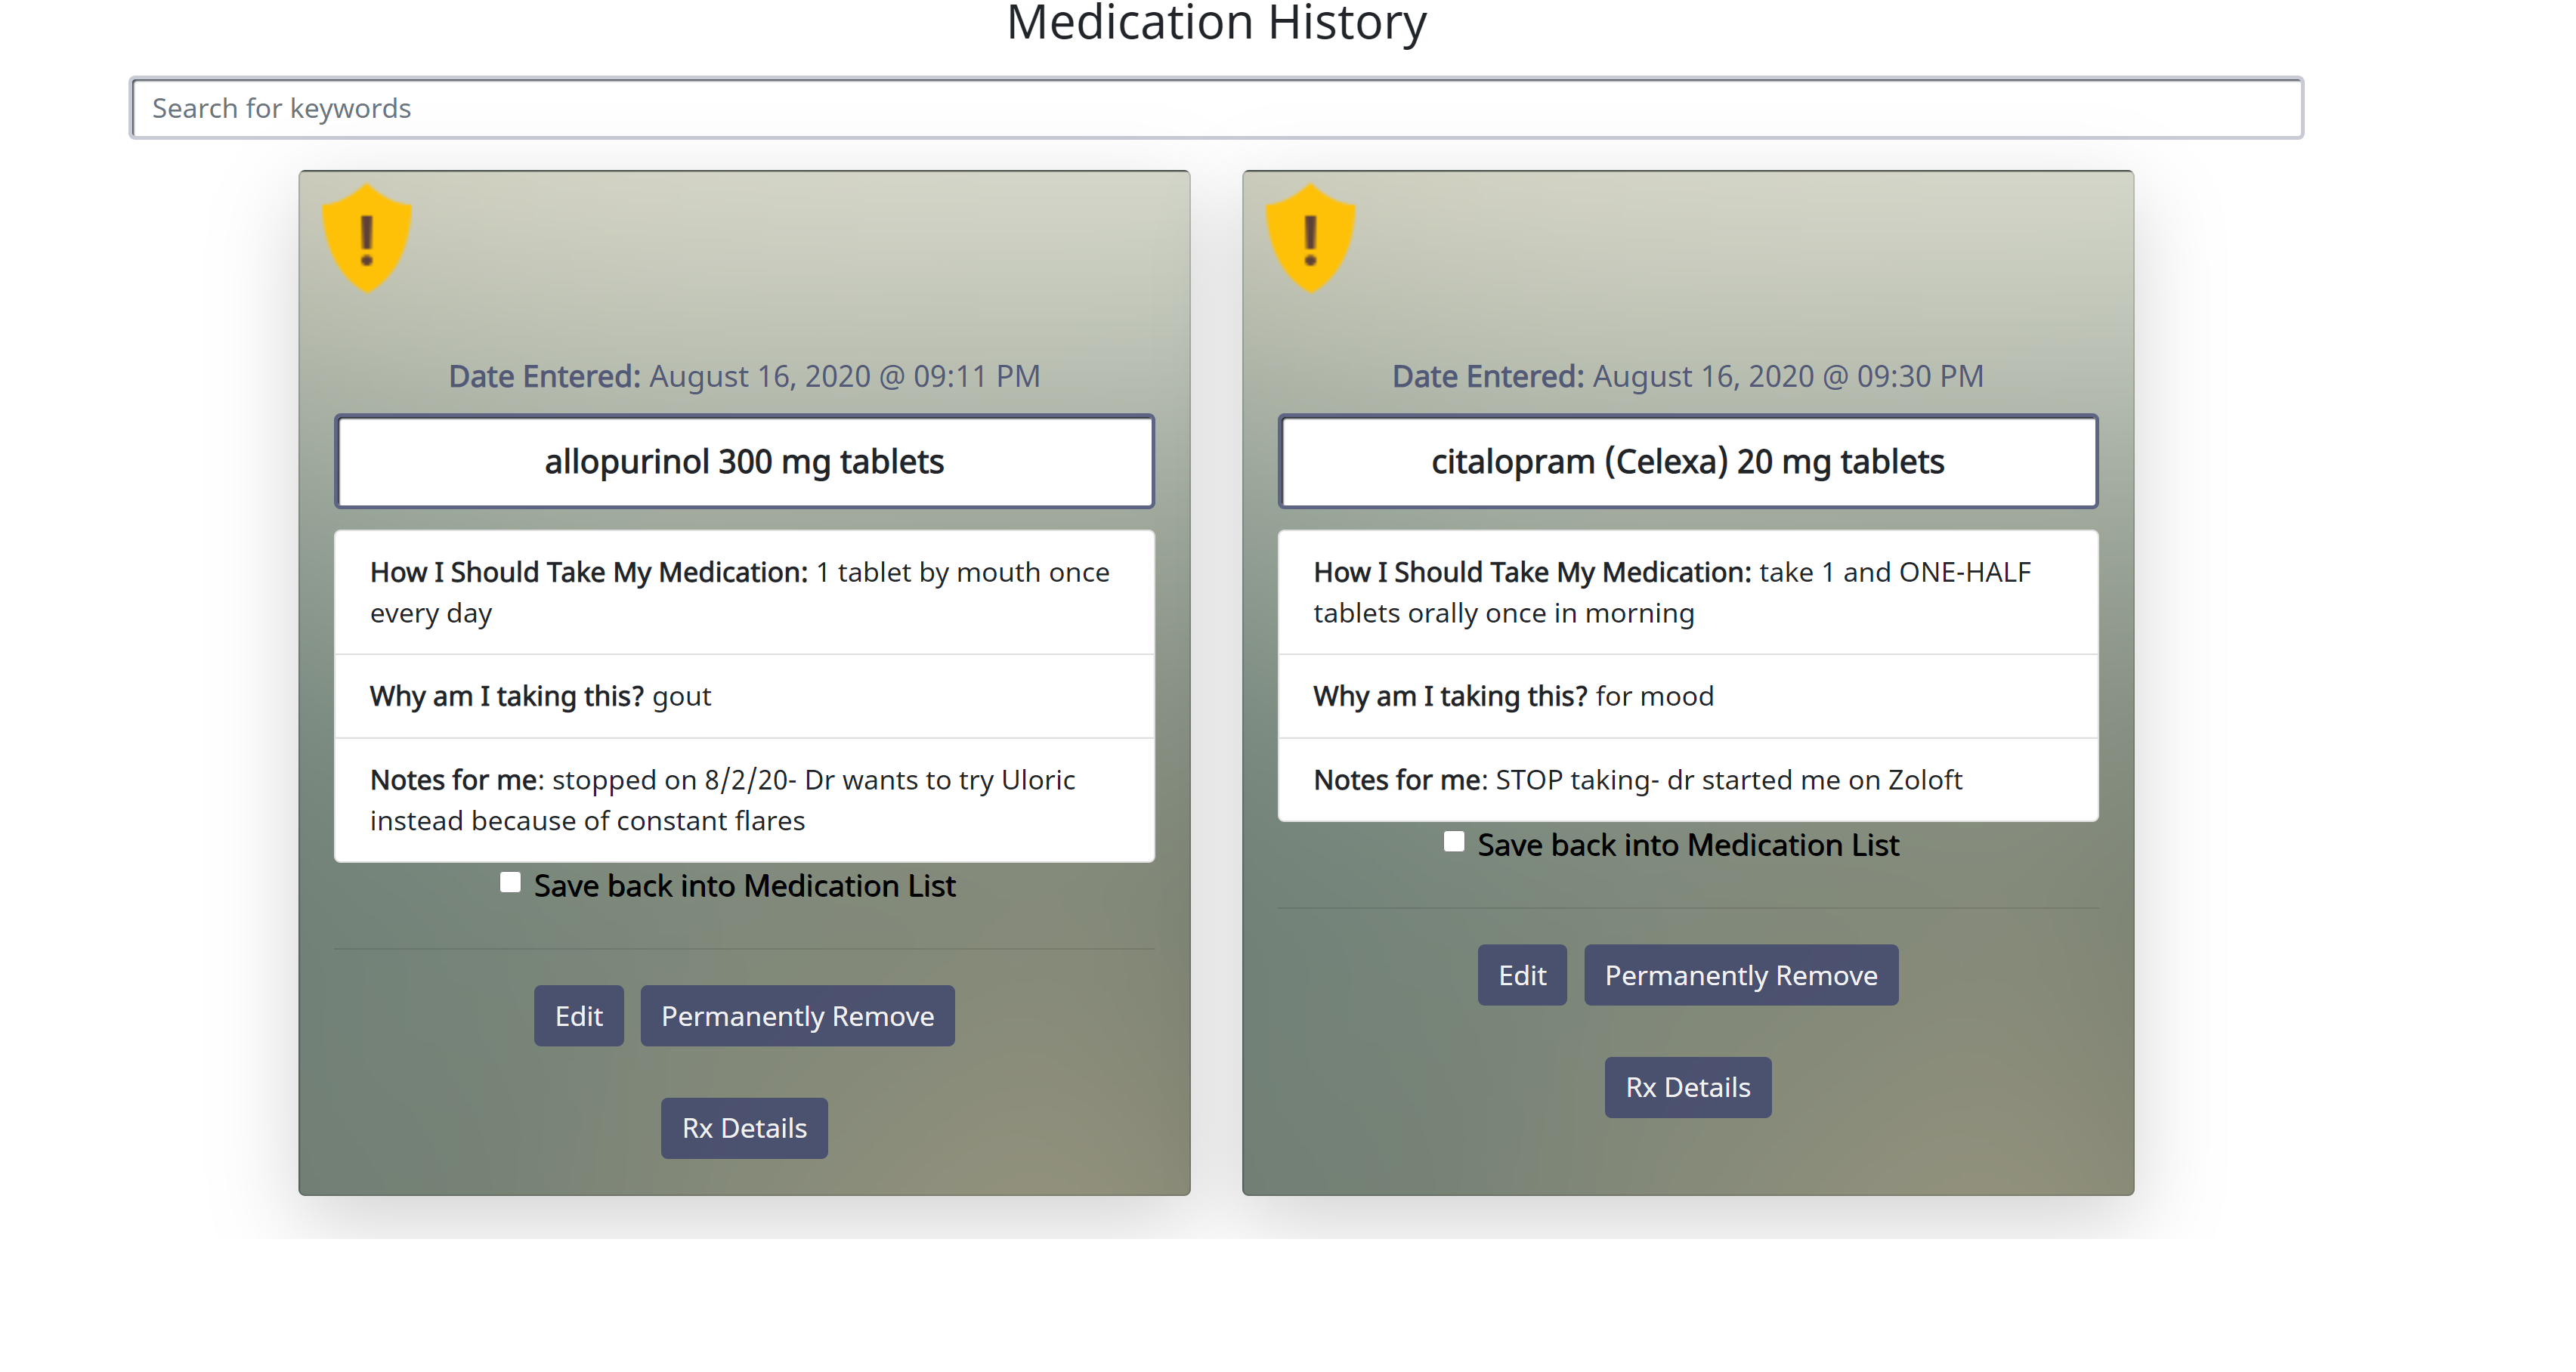 Medication History
Search for keywords
!
Date Entered: August 16, 2020 @ 09:11 PM
allopurinol 300 mg tablets
How I Should Take My Medication: 1 tablet by mouth once
every day
Why am I taking this? gout
Notes for me: stopped on 8/2/20- Dr wants to try Uloric
instead because of constant flares
Save back into Medication List
Edit
Permanently Remove
Rx Details
!
Date Entered: August 16, 2020 @ 09:30 PM
citalopram (Celexa) 20 mg tablets
How I Should Take My Medication: take 1 and ONE-HALF
tablets orally once in morning
Why am I taking this? for mood
Notes for me: STOP taking- dr started me on Zoloft
Save back into Medication List
Edit
Permanently Remove
Rx Details